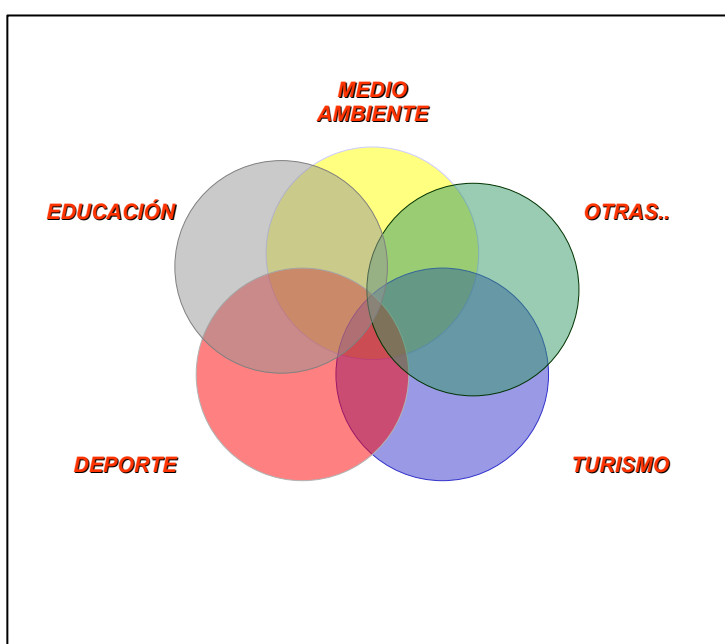 MEDIO
AMBIENTE
EDUCACIÓN
OTRAS..
DEPORTE
TURISMO